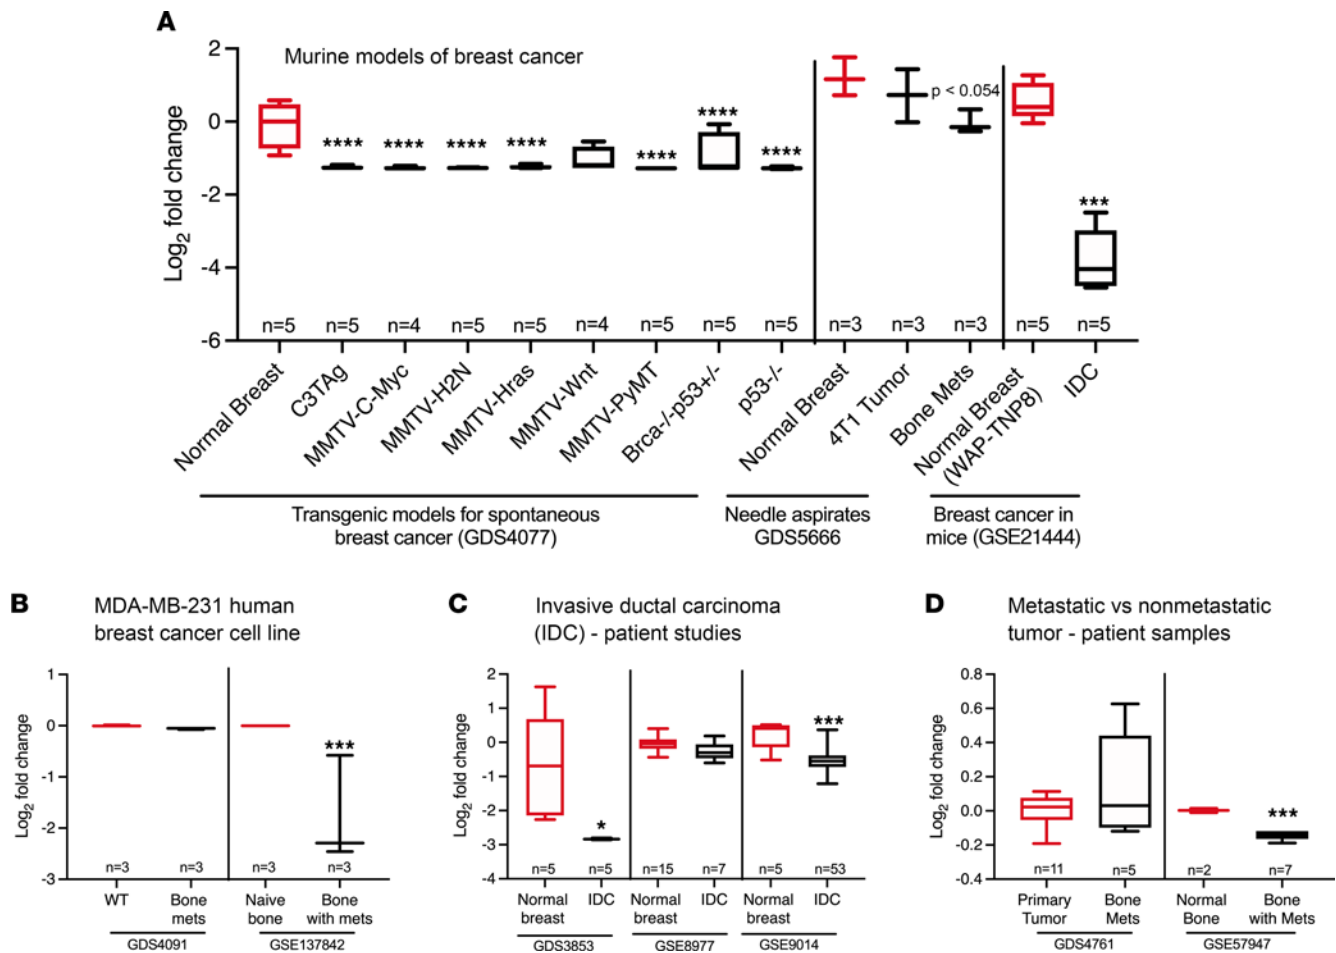 A
Murine models of breast cancer
Log2 fold change
2
0
-2
-4
-6
****
****
****
****
****
****
****
p < 0.054
***
n=5
n=5
n=4
n=5
n=5
n=4
n=5
n=5
n=5
n=3
n=3
n=3
n=5
n=5
Normal Breast
C3TAg
MMTV-C-Myc
MMTV-H2N
MMTV-Hras
MMTV-Wnt
MMTV-PyMT
Brca-/-p53+/-
p53-/-
Normal Breast
4T1 Tumor
Bone Mets
Normal Breast
(WAP-TNP8)
IDC
Transgenic models for spontaneous
breast cancer (GDS4077)
Needle aspirates
GDS5666
Breast cancer in
mice (GSE21444)
B
MDA-MB-231 human
breast cancer cell line
Log2 fold change
1
0
-1
-2
-3
***
n=3
n=3
n=3
n=3
WT
Bone
mets
Naive
bone
Bone
with mets
GDS4091
GSE137842
C
Invasive ductal carcinoma
(IDC) - patient studies
Log2 fold change
2
1
0
-1
-2
-3
-4
*
***
n=5
n=5
n=15
n=7
n=5
n=53
Normal
breast
IDC
Normal
breast
IDC
Normal
breast
IDC
GDS3853
GSE8977
GSE9014
D
Metastatic vs nonmetastatic
tumor - patient samples
Log2 fold change
0.8
0.4
0.2
0.0
-0.2
-0.4
0.6
***
n=11
n=5
n=2
n=7
Primary
Tumor
Bone
Mets
Normal
Bone
Bone
with Mets
GDS4761
GSE57947